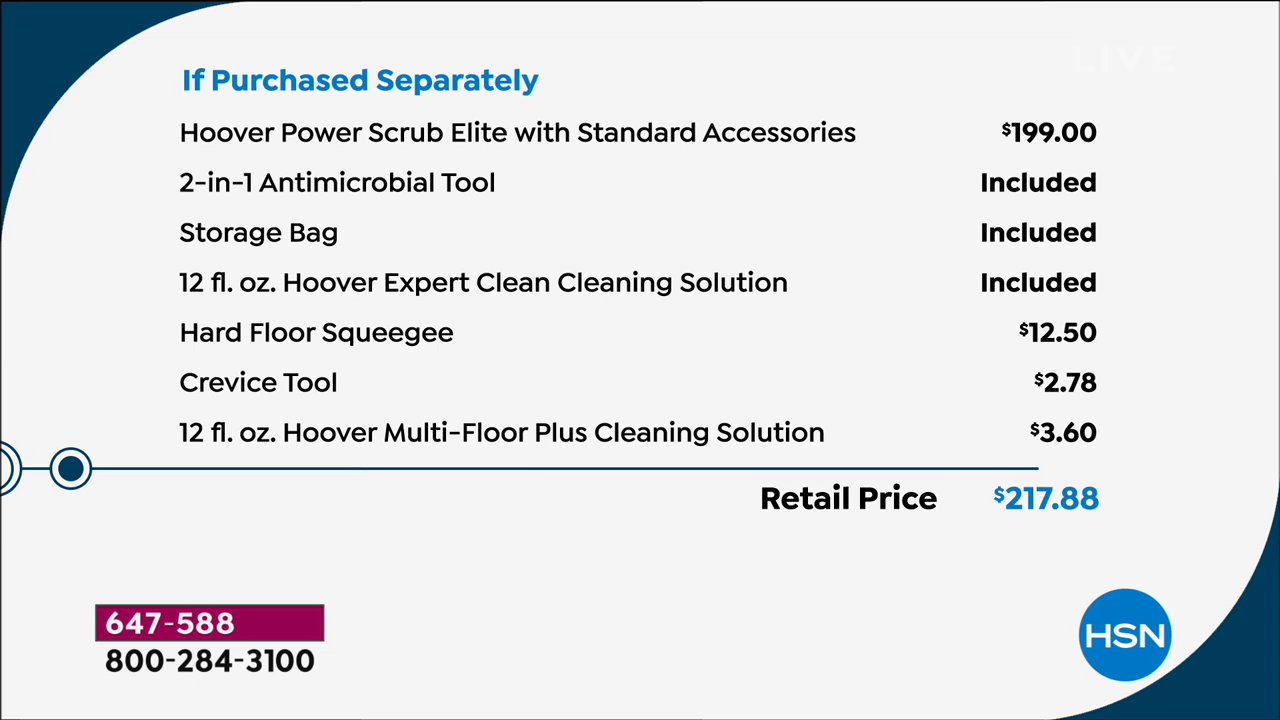 LIVE
If Purchased Separately
Hoover Power Scrub Elite with Standard Accessories $199.00
2-in-1 Antimicrobial Tool Included
Storage Bag Included
12 fl. oz. Hoover Expert Clean Cleaning Solution Included
Hard Floor Squeegee $12.50
Crevice Tool $2.78
12 fl. oz. Hoover Multi-Floor Plus Cleaning Solution $3.60
Retail Price $217.88
647-588
800-284-3100
HSN